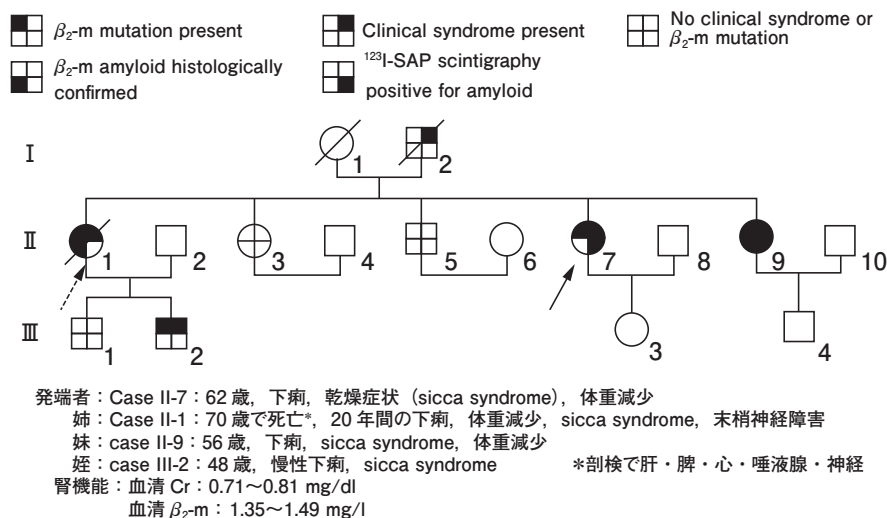 β₂-m mutation present
Clinical syndrome present
No clinical syndrome or
β₂-m mutation
β₂-m amyloid histologically
confirmed
¹²³I-SAP scintigraphy
positive for amyloid
I
1
2
II
1
2
3
4
5
6
7
8
9
10
III
1
2
3
4
発端者：Case II-7：62 歳，下痢，乾燥症状（sicca syndrome），体重減少
姉：Case II-1：70 歳で死亡*，20 年間の下痢，体重減少，sicca syndrome，末梢神経障害
妹：case II-9：56 歳，下痢，sicca syndrome，体重減少
姪：case III-2：48 歳，慢性下痢，sicca syndrome　*剖検で肝・脾・心・唾液腺・神経
腎機能：血清 Cr：0.71～0.81 mg/dl
血清 β₂-m：1.35～1.49 mg/l